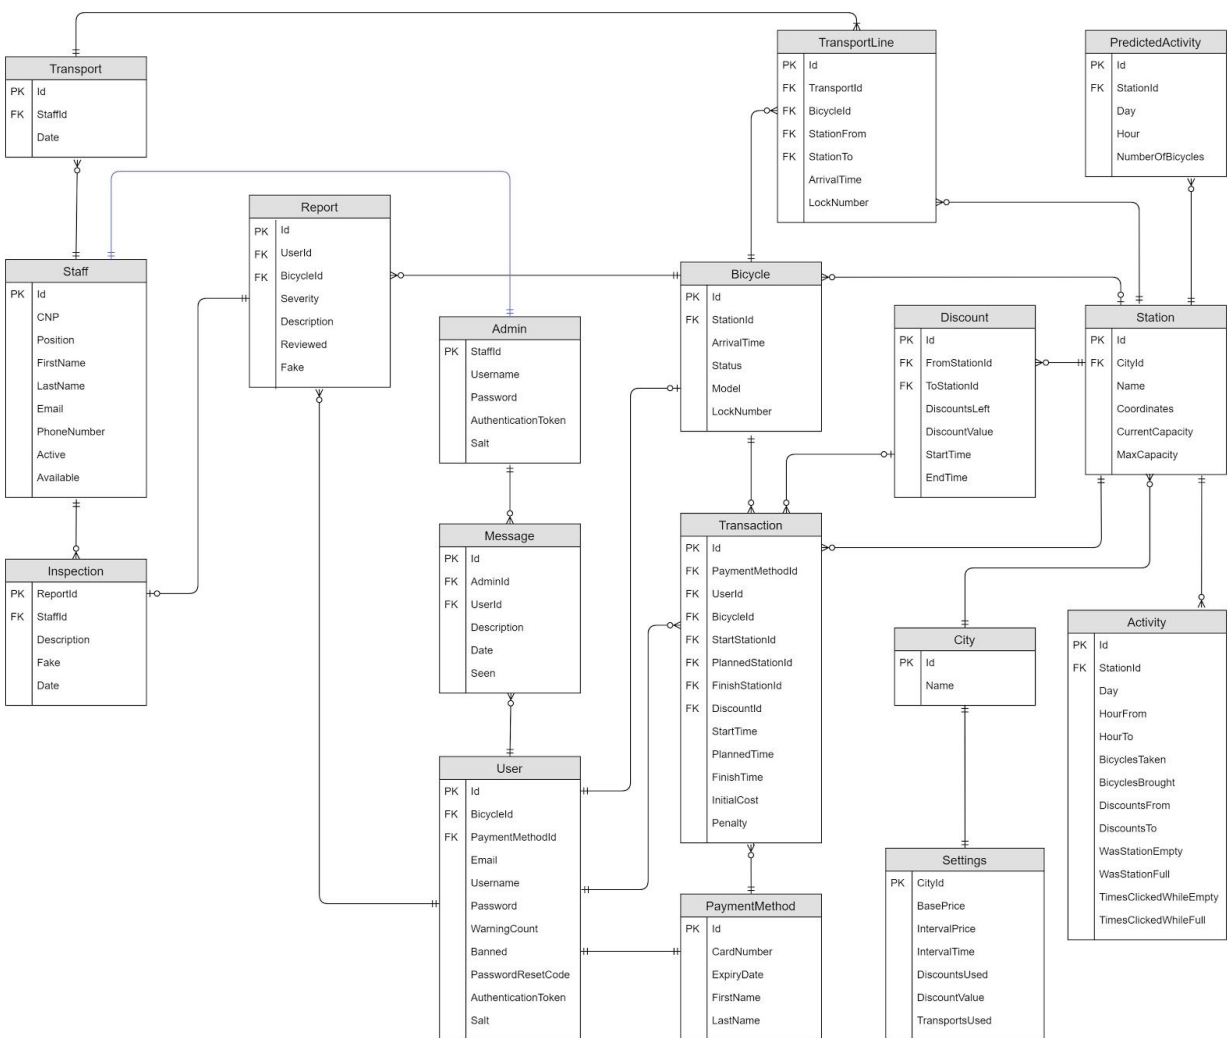 TransportLine
PK Id
FK TransportId
FK BicycleId
FK StationFrom
FK StationTo
ArrivalTime
LockNumber
PredictedActivity
PK Id
FK StationId
Day
Hour
NumberOfBicycles
Transport
PK Id
FK StaffId
Date
Report
PK Id
FK UserId
FK BicycleId
Severity
Description
Reviewed
Fake
Staff
PK Id
CNP
Position
FirstName
LastName
Email
PhoneNumber
Active
Available
Bicycle
PK Id
FK StationId
ArrivalTime
Status
Model
LockNumber
Admin
PK StaffId
Username
Password
AuthenticationToken
Salt
Discount
PK Id
FK FromStationId
FK ToStationId
DiscountsLeft
DiscountValue
StartTime
EndTime
Station
PK Id
FK CityId
Name
Coordinates
CurrentCapacity
MaxCapacity
Inspection
PK ReportId
FK StaffId
Description
Fake
Date
Message
PK Id
FK AdminId
FK UserId
Description
Date
Seen
Transaction
PK Id
FK PaymentMethodId
FK UserId
FK BicycleId
FK StartStationId
FK PlannedStationId
FK FinishStationId
FK DiscountId
StartTime
PlannedTime
FinishTime
InitialCost
Penalty
City
PK Id
Name
Activity
PK Id
FK StationId
Day
HourFrom
HourTo
BicyclesTaken
BicyclesBrought
DiscountsFrom
DiscountsTo
WasStationEmpty
WasStationFull
TimesClickedWhileEmpty
TimesClickedWhileFull
User
PK Id
FK BicycleId
FK PaymentMethodId
Email
Username
Password
WarningCount
Banned
PasswordResetCode
AuthenticationToken
Salt
PaymentMethod
PK Id
CardNumber
ExpiryDate
FirstName
LastName
Settings
PK CityId
BasePrice
IntervalPrice
IntervalTime
DiscountsUsed
DiscountValue
TransportsUsed